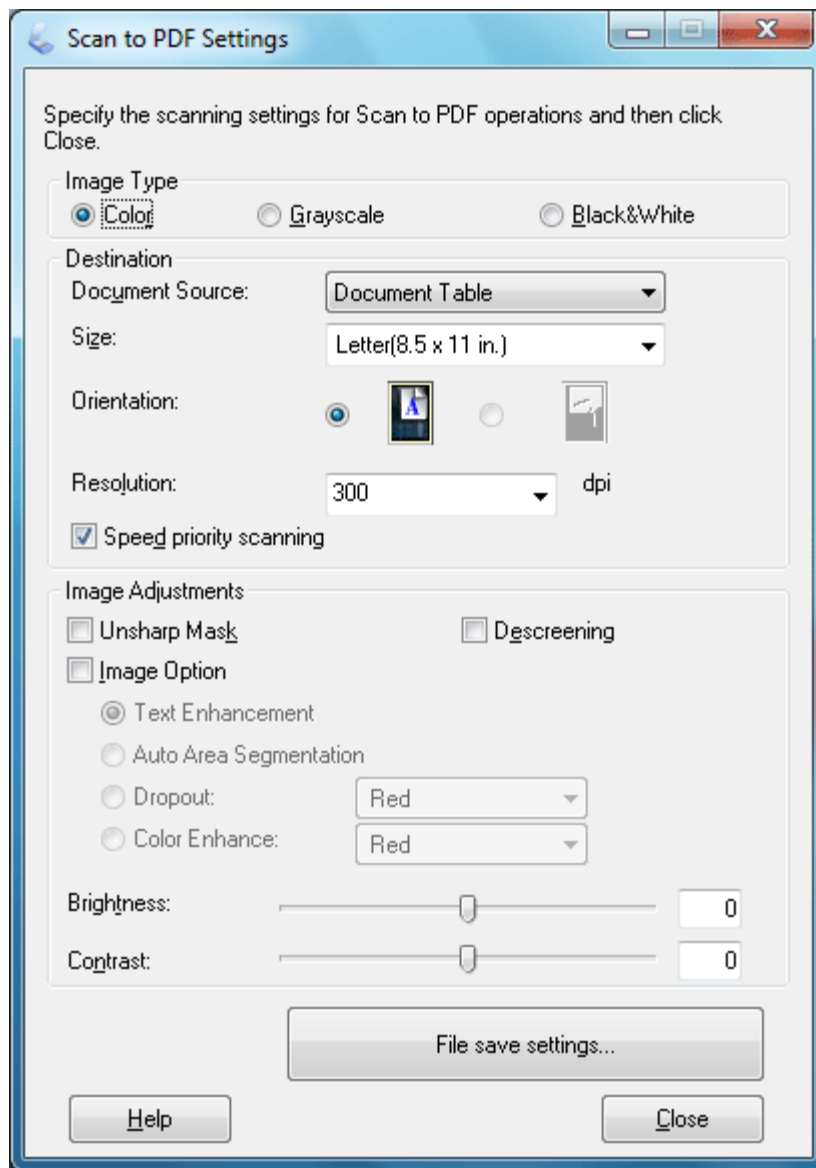 Scan to PDF Settings
Specify the scanning settings for Scan to PDF operations and then click
Close.
Image Type
Color
Grayscale
Black&White
Destination
Document Source:
Document Table
Size:
Letter(8.5 x 11 in.)
Orientation:
A
Resolution:
300
dpi
Speed priority scanning
Image Adjustments
Unsharp Mask
Descreening
Image Option
Text Enhancement
Auto Area Segmentation
Dropout:
Red
Color Enhance:
Red
Brightness:
0
Contrast:
0
File save settings...
Help
Close